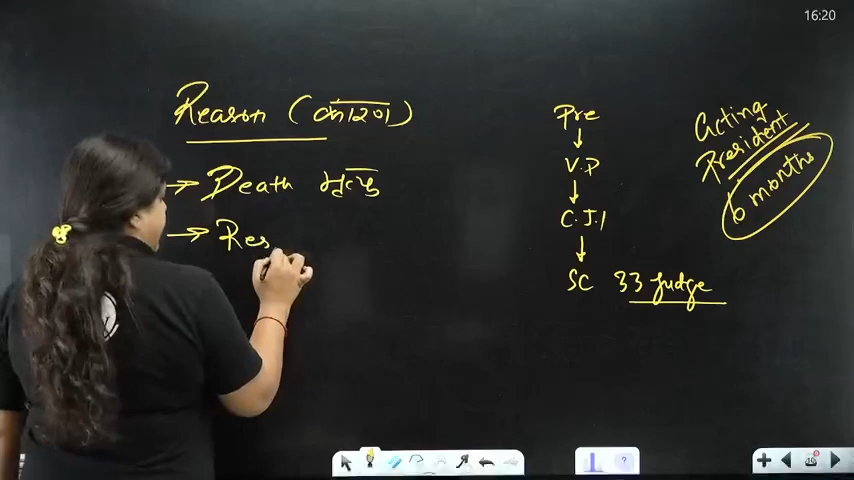 16:20
Reason (कारण)
→ Death मृत्यु
→ Res
Pre
↓
V.P
↓
C.J.I
↓
SC 33 Judge
Acting
President
6 months